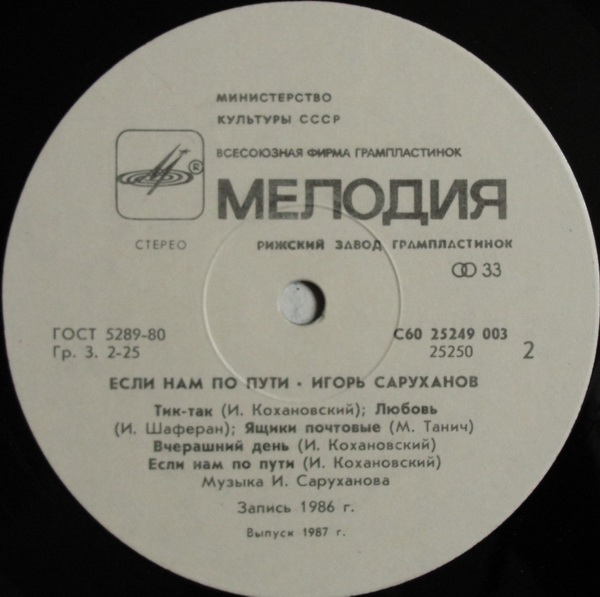 МИНИСТЕРСТВО
КУЛЬТУРЫ СССР
ВСЕСОЮЗНАЯ ФИРМА ГРАМПЛАСТИНОК
® МЕЛОДИЯ
СТЕРЕО РИЖСКИЙ ЗАВОД ГРАМПЛАСТИНОК
33
ГОСТ 5289-80 С60 25249 003
Гр. 3. 2-25 25250 2
ЕСЛИ НАМ ПО ПУТИ · ИГОРЬ САРУХАНОВ
Тик-так (И. Кохановский); Любовь
(И. Шаферан); Ящики почтовые (М. Танич)
Вчерашний день (И. Кохановский)
Если нам по пути (И. Кохановский)
Музыка И. Саруханова
Запись 1986 г.
Выпуск 1987 г.